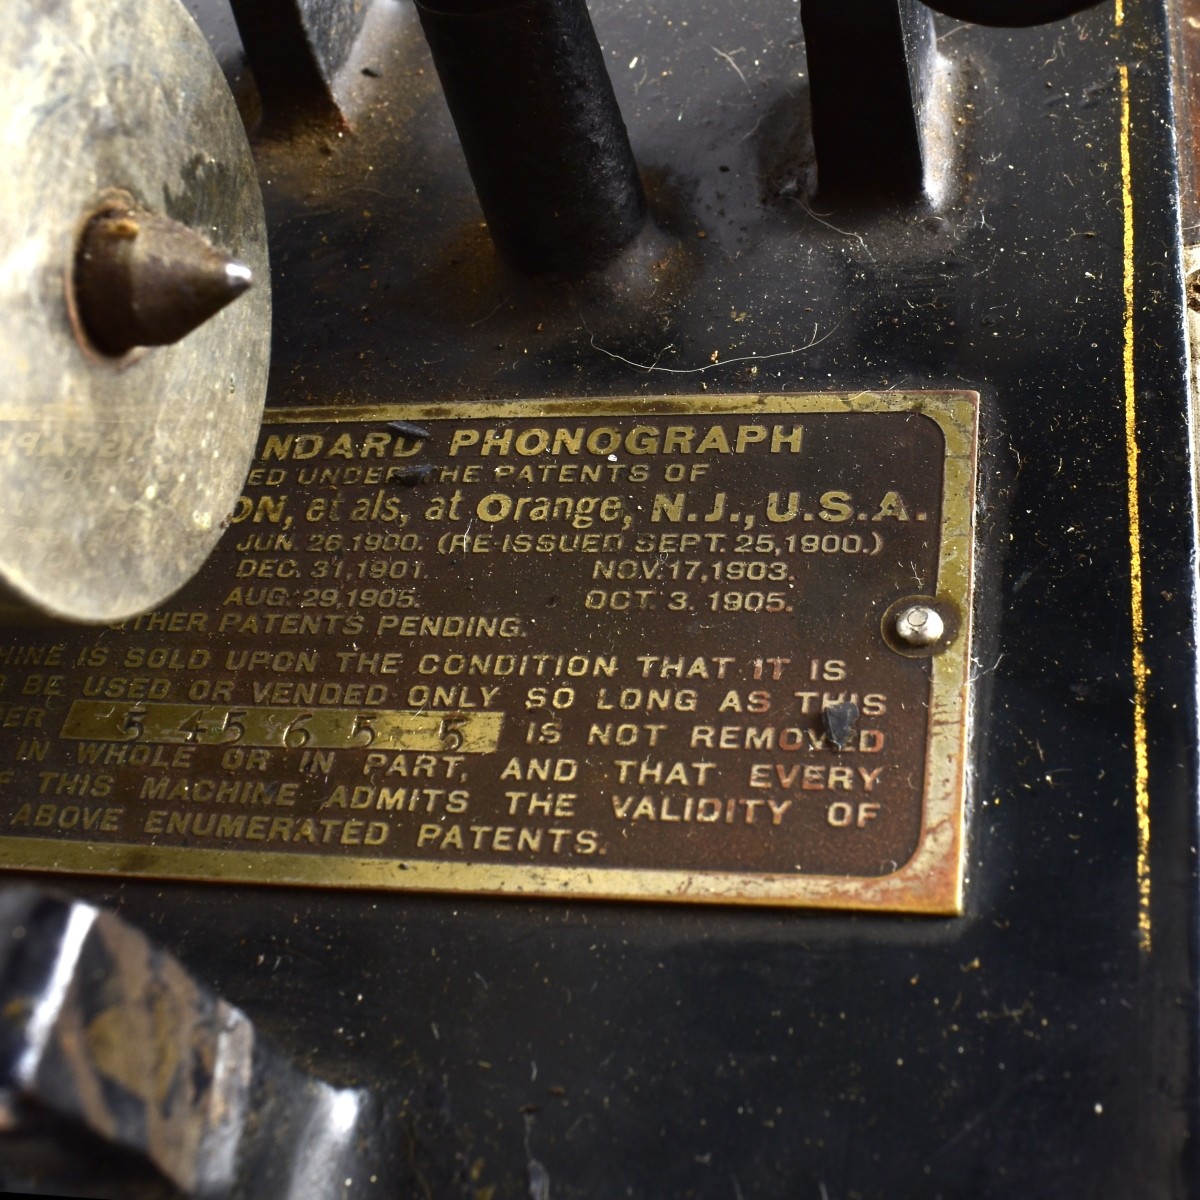 ANDARD PHONOGRAPH
ED UNDER THE PATENTS OF
ON, et als, at Orange, N.J., U.S.A.
JUN. 26,1900. (RE-ISSUED SEPT. 25,1900.)
DEC. 31,1901. NOV. 17,1903.
AUG. 29,1905. OCT. 3. 1905.
THER PATENTS PENDING.
HINE IS SOLD UPON THE CONDITION THAT IT IS
BE USED OR VENDED ONLY SO LONG AS THIS
ER 545655 IS NOT REMOVED
IN WHOLE OR IN PART, AND THAT EVERY
THIS MACHINE ADMITS THE VALIDITY OF
ABOVE ENUMERATED PATENTS.